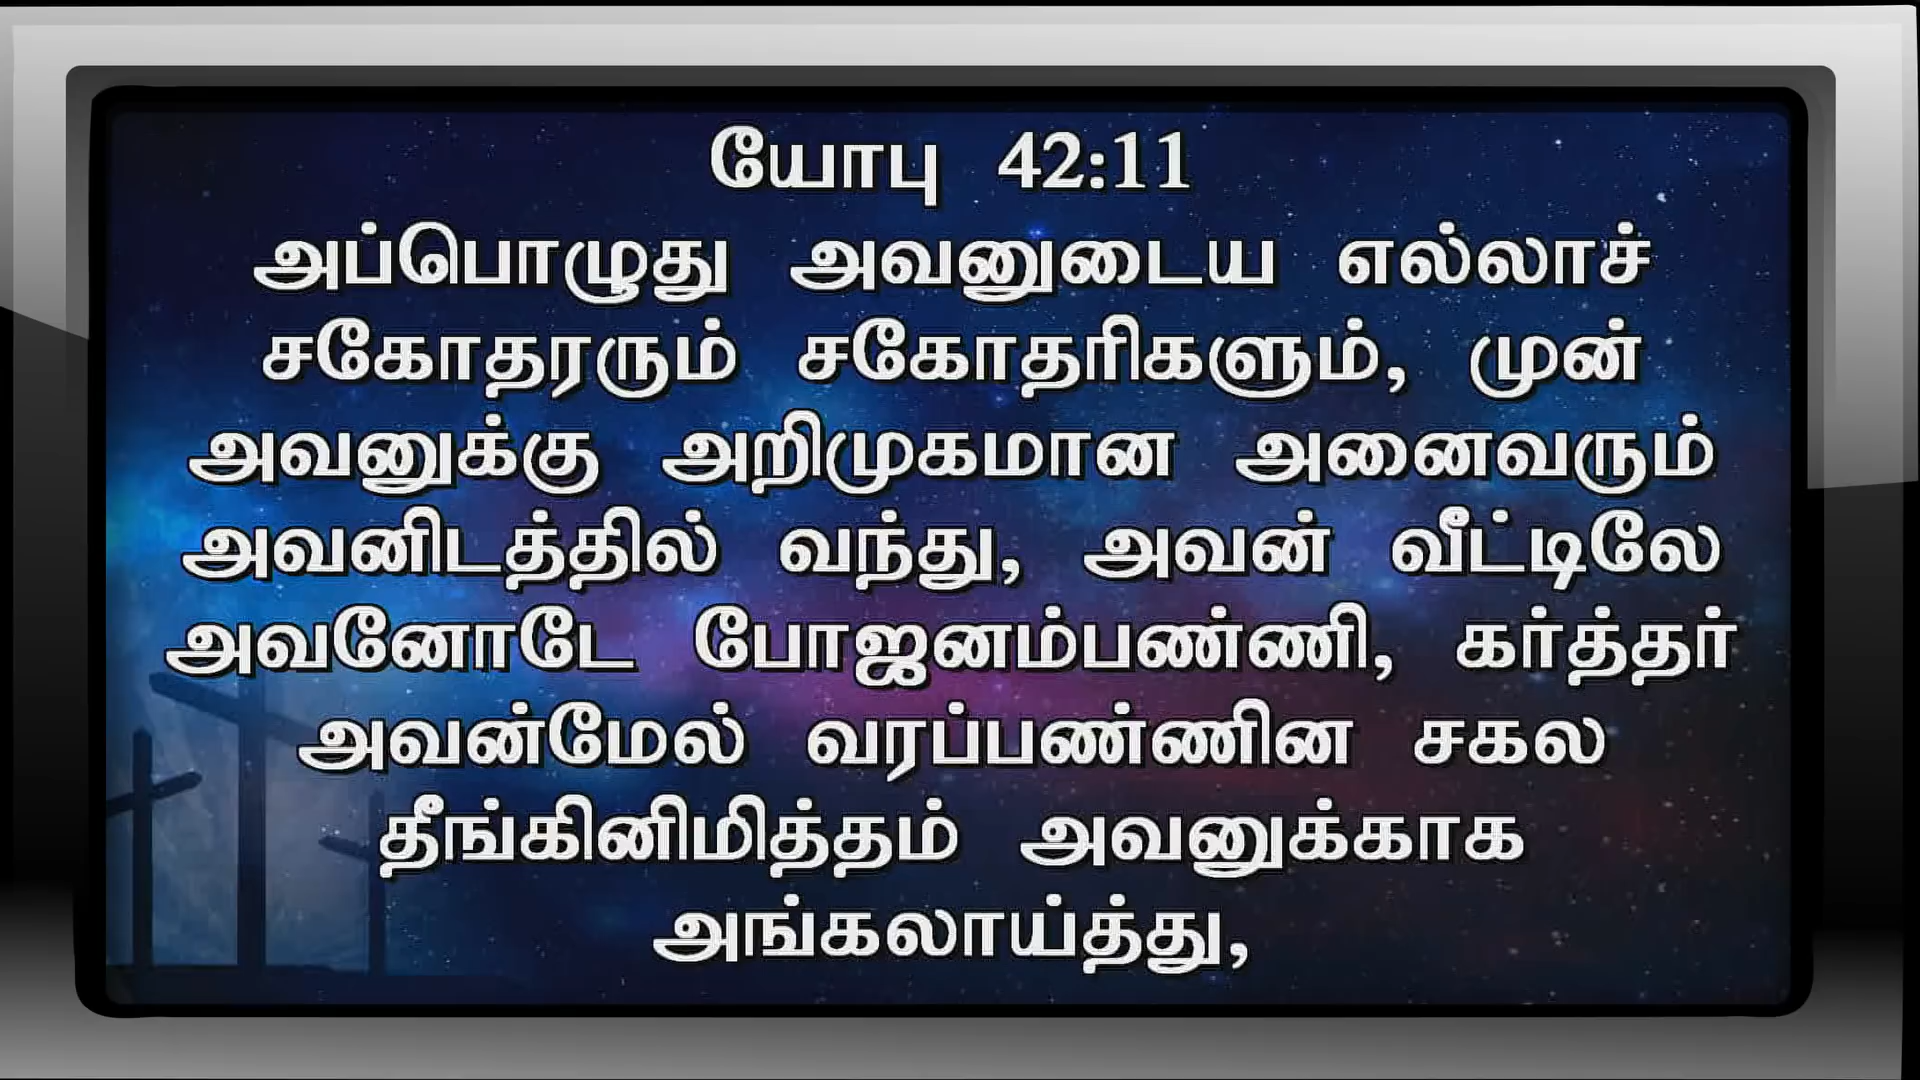 யோபு 42:11
அப்பொழுது அவனுடைய எல்லாச்
சகோதரரும் சகோதரிகளும், முன்
அவனுக்கு அறிமுகமான அனைவரும்
அவனிடத்தில் வந்து, அவன் வீட்டிலே
அவனோடே போஜனம்பண்ணி, கர்த்தர்
அவன்மேல் வரப்பண்ணின சகல
தீங்கினிமித்தம் அவனுக்காக
அங்கலாய்த்து,